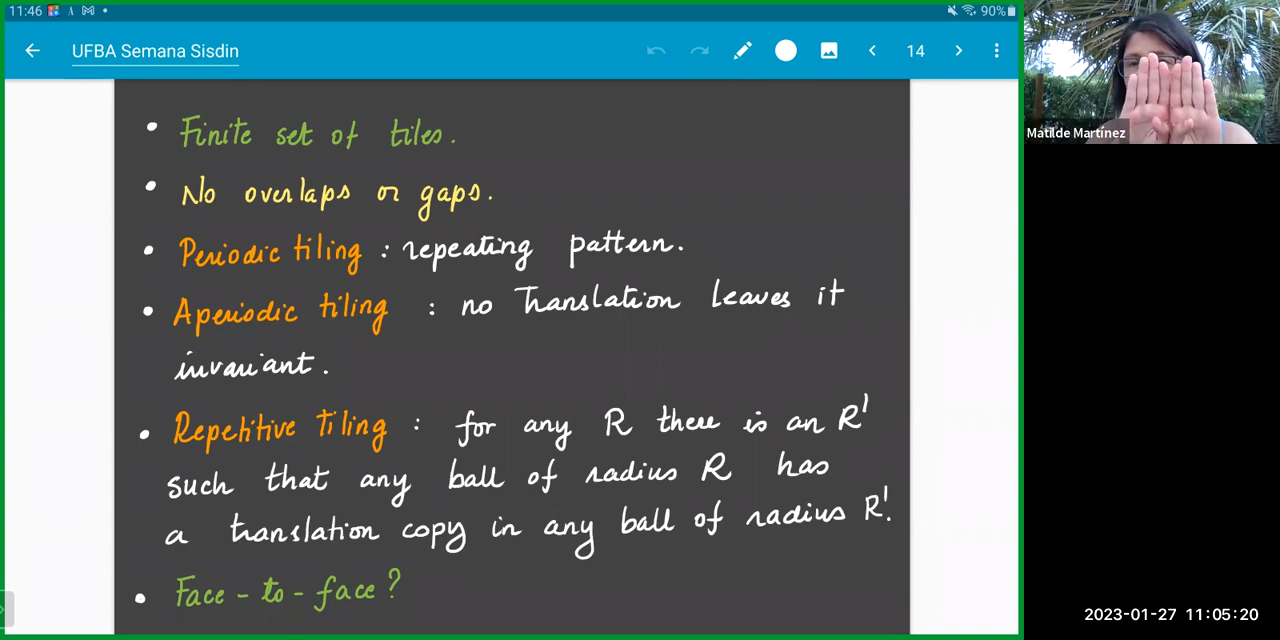 11:46
90%
UFBA Semana Sisdin
14
• Finite set of tiles.
• No overlaps or gaps.
• Periodic tiling : repeating pattern.
• Aperiodic tiling : no translation leaves it
invariant.
• Repetitive tiling : for any R there is an R'
such that any ball of radius R has
a translation copy in any ball of radius R'.
• Face-to-face?
Matilde Martínez
2023-01-27 11:05:20